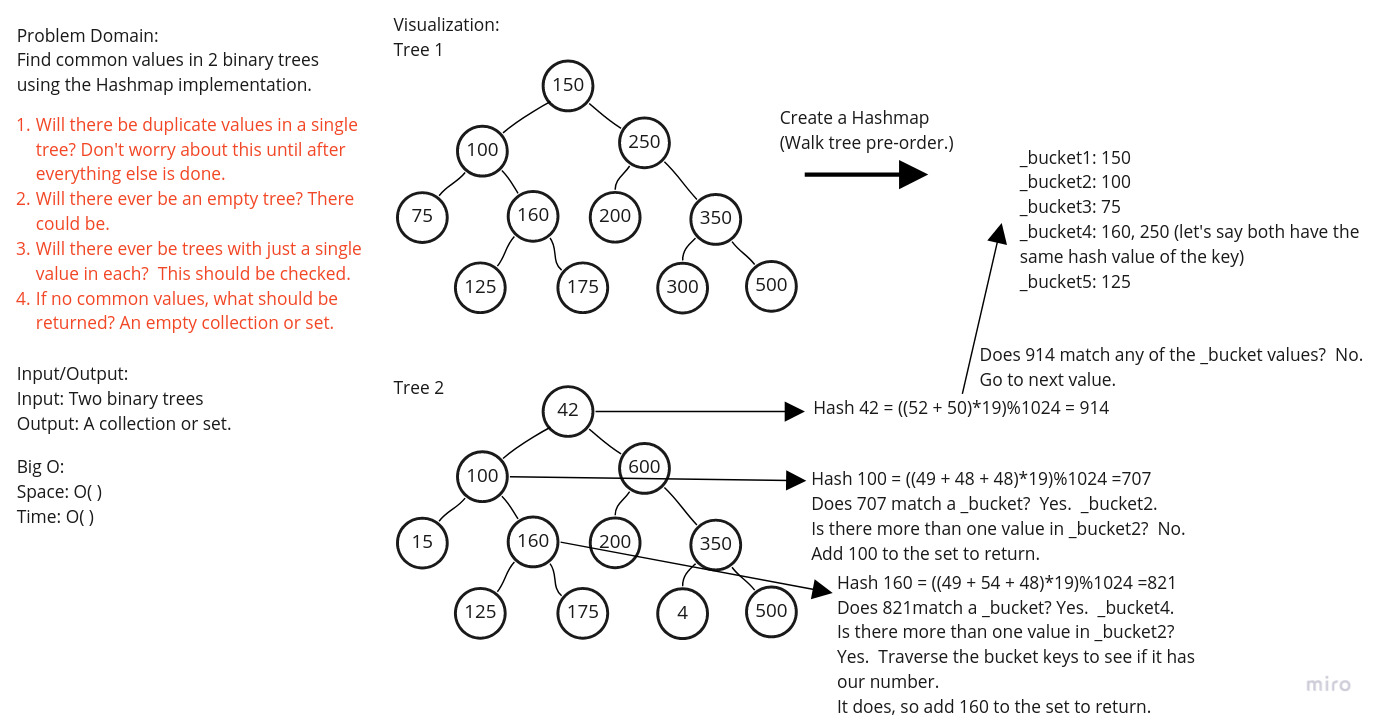 Problem Domain:
Find common values in 2 binary trees
using the Hashmap implementation.
1. Will there be duplicate values in a single
tree? Don't worry about this until after
everything else is done.
2. Will there ever be an empty tree? There
could be.
3. Will there ever be trees with just a single
value in each?  This should be checked.
4. If no common values, what should be
returned? An empty collection or set.
Input/Output:
Input: Two binary trees
Output: A collection or set.
Big O:
Space: O( )
Time: O( )
Visualization:
Tree 1
150
100
250
75
160
200
350
125
175
300
500
Create a Hashmap
(Walk tree pre-order.)
_bucket1: 150
_bucket2: 100
_bucket3: 75
_bucket4: 160, 250 (let's say both have the
same hash value of the key)
_bucket5: 125
Tree 2
42
100
600
15
160
200
350
125
175
4
500
Does 914 match any of the _bucket values?  No.
Go to next value.
Hash 42 = ((52 + 50)*19)%1024 = 914
Hash 100 = ((49 + 48 + 48)*19)%1024 =707
Does 707 match a _bucket?  Yes.  _bucket2.
Is there more than one value in _bucket2?  No.
Add 100 to the set to return.
Hash 160 = ((49 + 54 + 48)*19)%1024 =821
Does 821match a _bucket? Yes.  _bucket4.
Is there more than one value in _bucket2?
Yes.  Traverse the bucket keys to see if it has
our number.
It does, so add 160 to the set to return.
miro